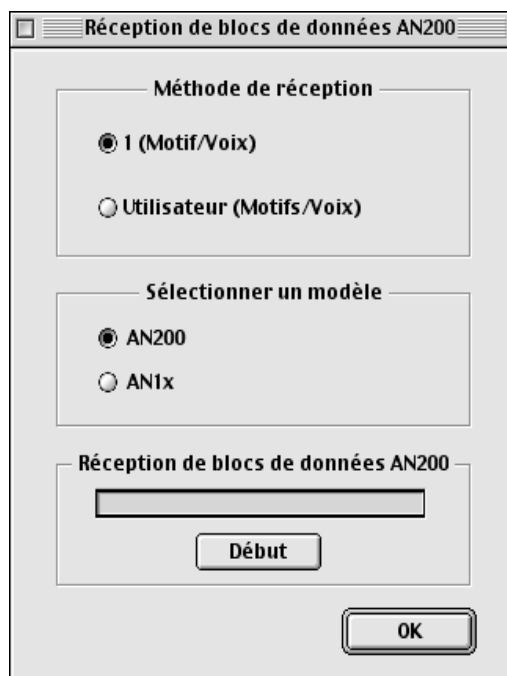 Réception de blocs de données AN200
Méthode de réception
1 (Motif/Voix)
Utilisateur (Motifs/Voix)
Sélectionner un modèle
AN200
AN1x
Réception de blocs de données AN200
Début
OK